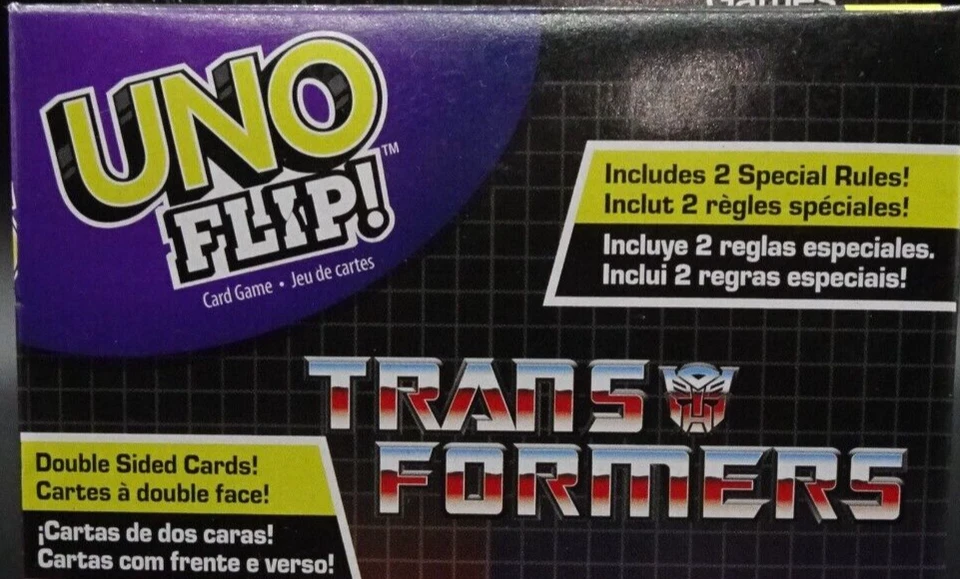 Games
UNO
FLIP!™
Card Game • Jeu de cartes
Includes 2 Special Rules!
Inclut 2 règles spéciales!
Incluye 2 reglas especiales.
Inclui 2 regras especiais!
TRANS
FORMERS
Double Sided Cards!
Cartes à double face!
¡Cartas de dos caras!
Cartas com frente e verso!